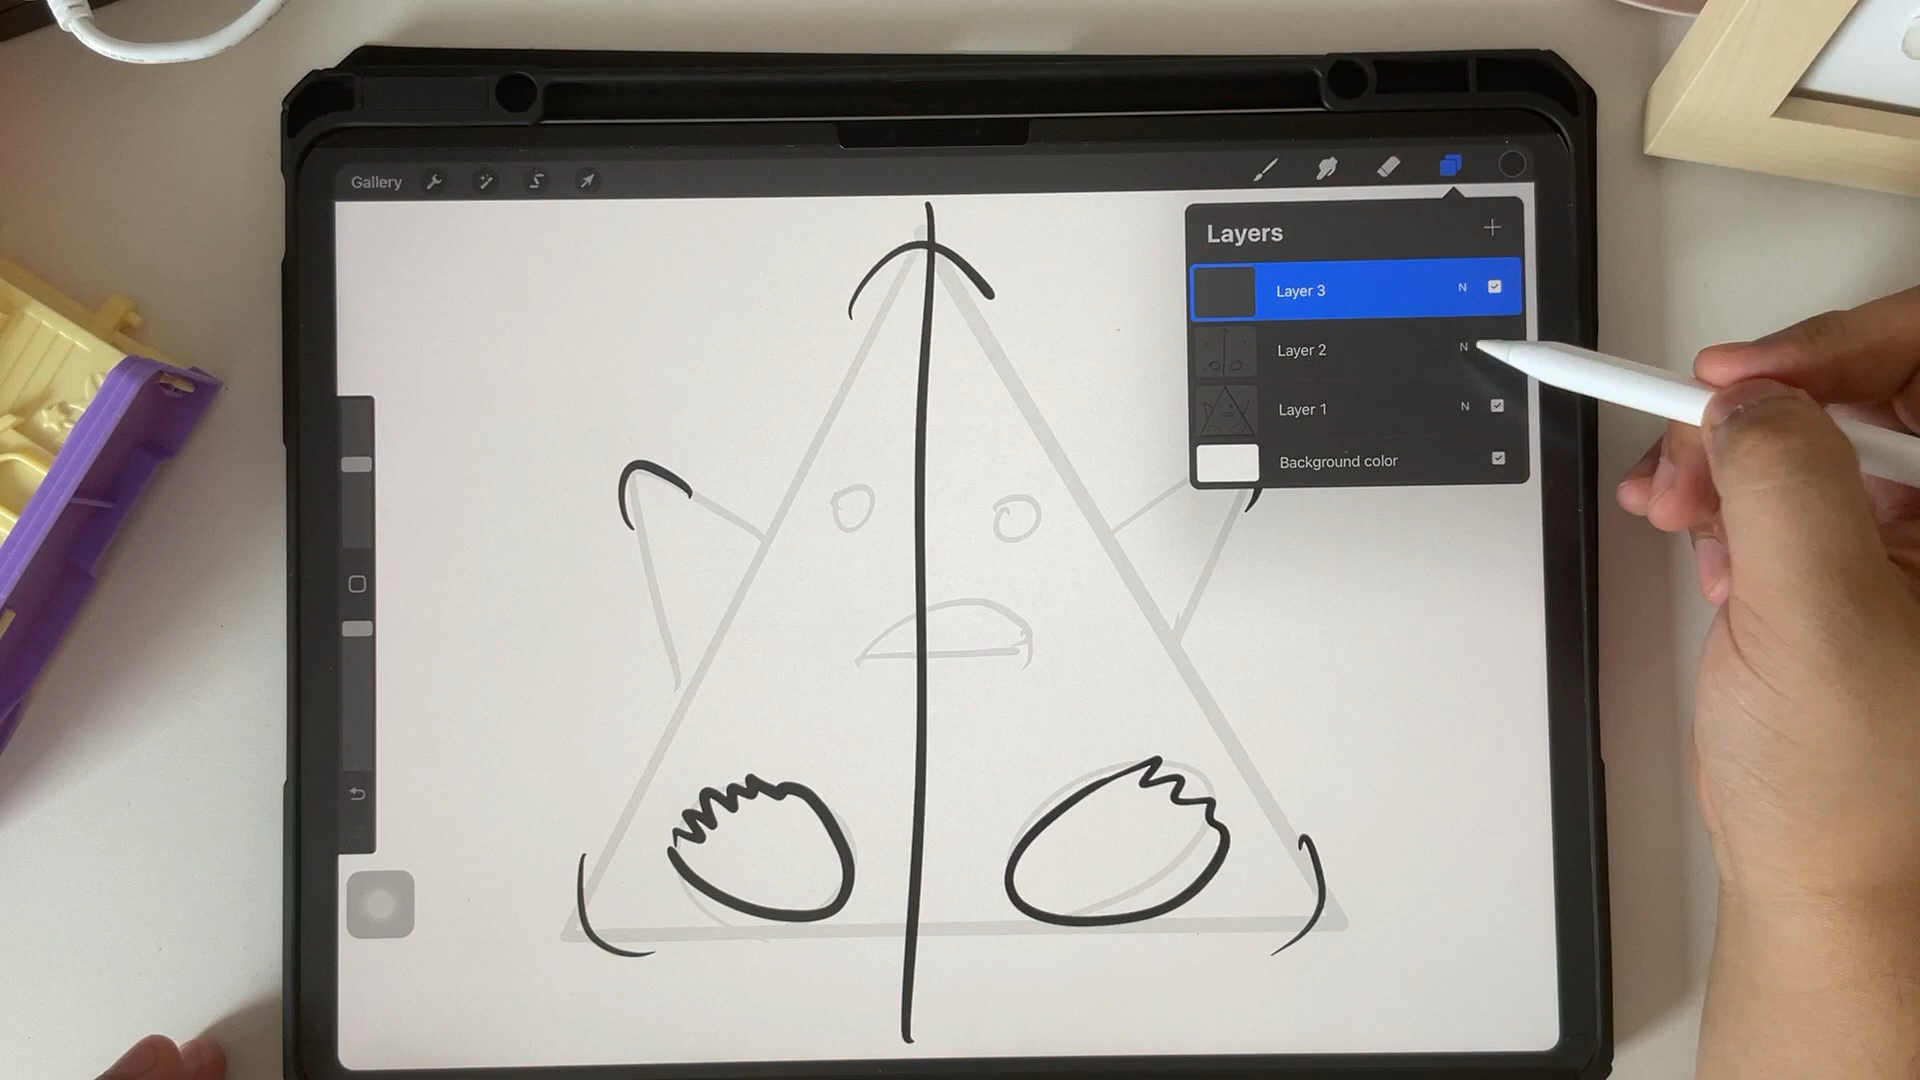 Gallery
Layers
Layer 3 N
Layer 2 N
Layer 1 N
Background color